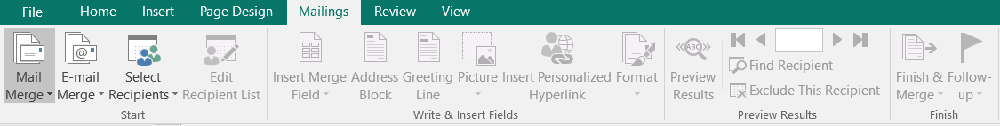 File Home Insert Page Design Mailings Review View
Mail Merge
E-mail Merge
Select Recipients
Edit Recipient List
Start
Insert Merge Field
Address Block
Greeting Line
Picture
Insert Personalized Hyperlink
Format
Write & Insert Fields
«ABC»
Preview Results
Find Recipient
Exclude This Recipient
Preview Results
Finish & Merge
Follow-up
Finish